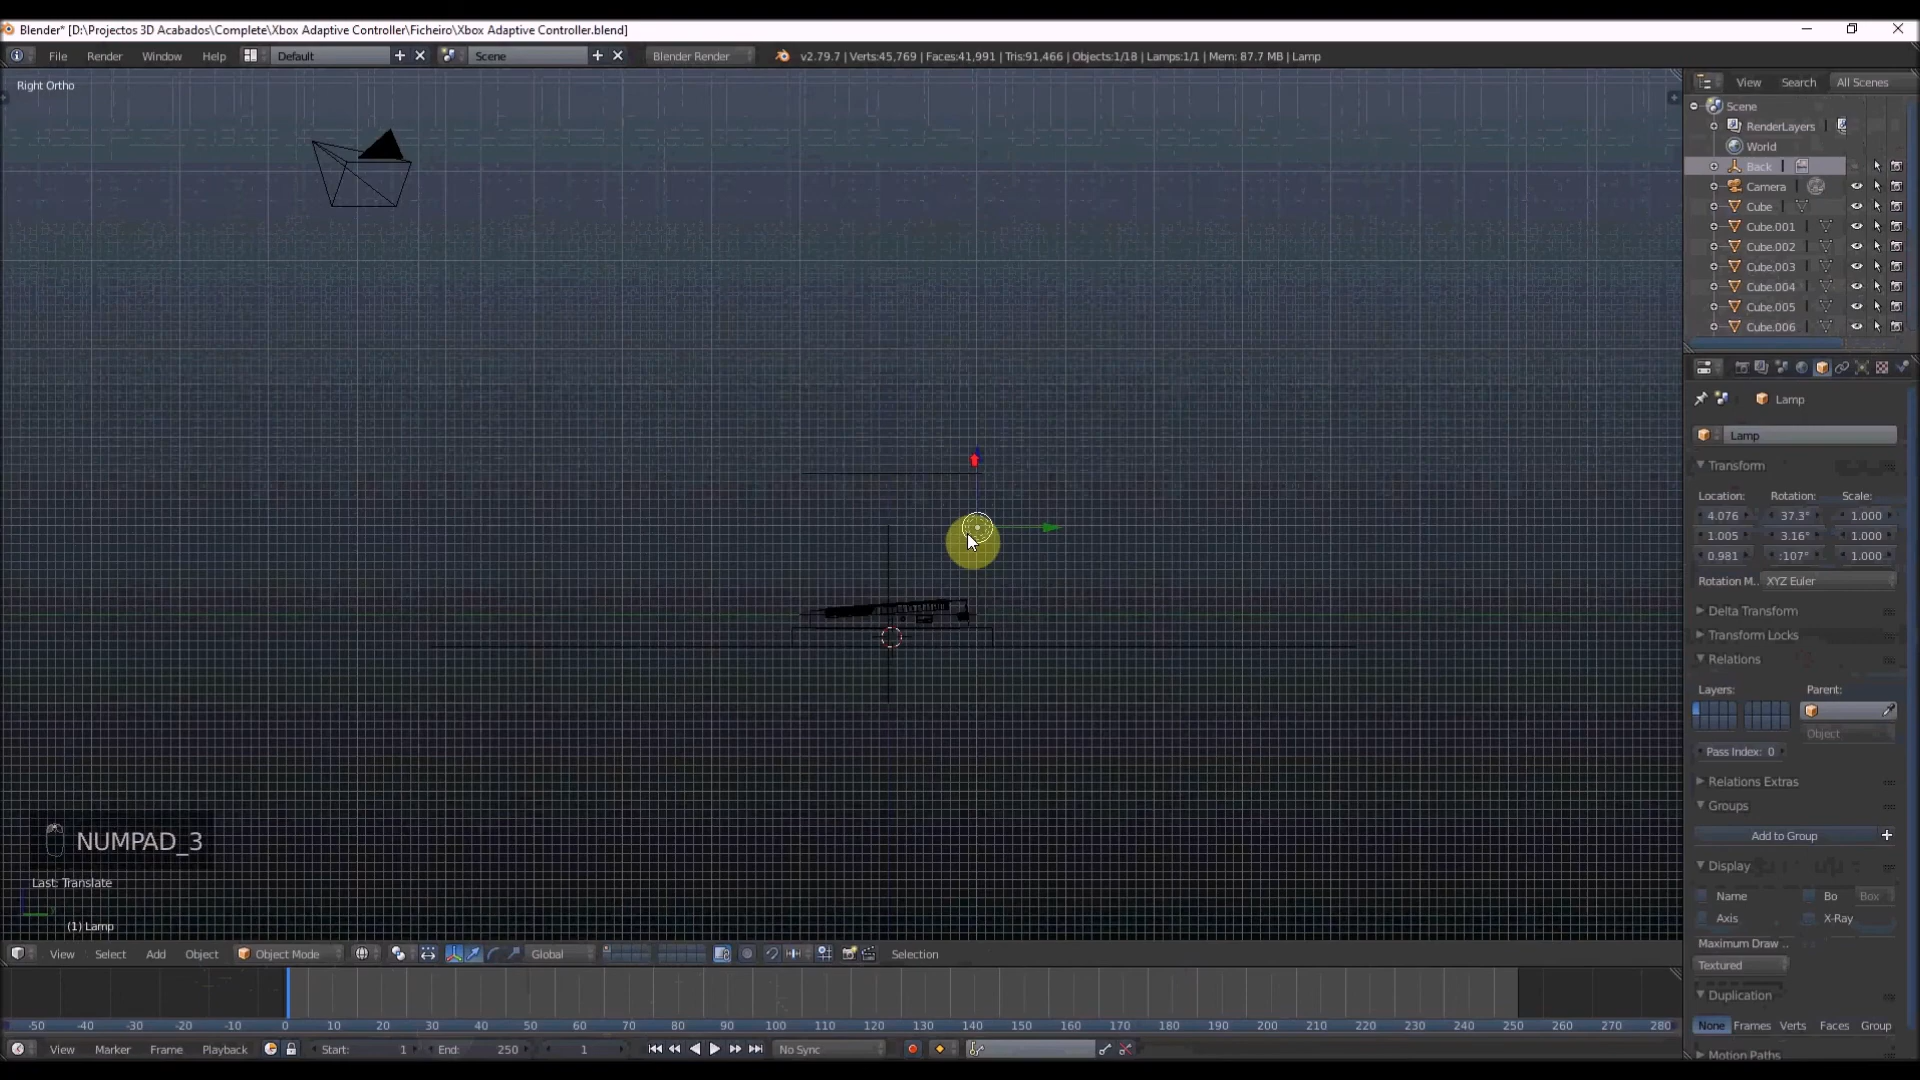 Blender* [D:\Projectos 3D Acabados\Complete\Xbox Adaptive Controller\Ficheiro\Xbox Adaptive Controller.blend]
File Render Window Help Default Scene Blender Render v2.79.7 | Verts:45,769 | Faces:41,991 | Tris:91,466 | Objects:1/18 | Lamps:1/1 | Mem: 87.7 MB | Lamp
Right Ortho
View Search All Scenes
Scene
RenderLayers
World
Back
Camera
Cube
Cube.001
Cube.002
Cube.003
Cube.004
Cube.005
Cube.006
Lamp
Lamp
Transform
Location: Rotation: Scale:
4.076 37.3° 1.000
1.005 3.16° 1.000
0.981 :107° 1.000
Rotation M.. XYZ Euler
Delta Transform
Transform Locks
Relations
Layers: Parent:
Object
Pass Index: 0
Relations Extras
Groups
Add to Group
Display
Name Bo Box
Axis X-Ray
Maximum Draw ..
Textured
Duplication
None Frames Verts Faces Group
Motion Paths
NUMPAD_3
Last: Translate
(1) Lamp
View Select Add Object Object Mode Global Selection
-50 -40 -30 -20 -10 0 10 20 30 40 50 60 70 80 90 100 110 120 130 140 150 160 170 180 190 200 210 220 230 240 250 260 270 280
View Marker Frame Playback Start: 1 End: 250 1 No Sync